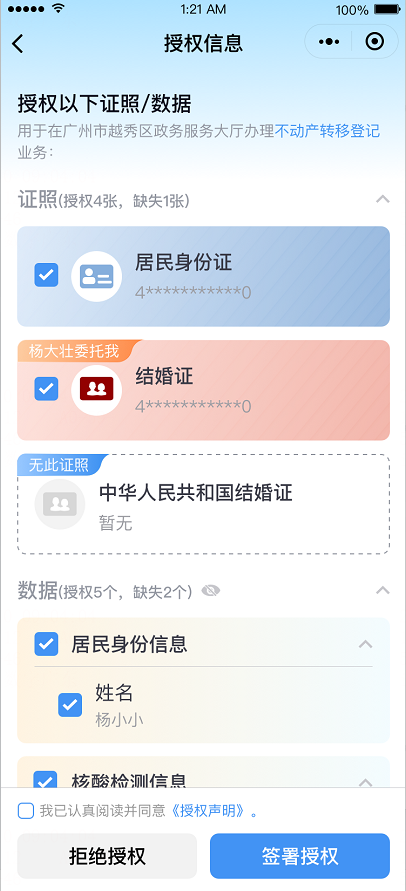 1:21 AM
100%
授权信息
授权以下证照/数据
用于在广州市越秀区政务服务大厅办理不动产转移登记
业务：
证照(授权4张，缺失1张)
居民身份证
4***********0
杨大壮委托我
结婚证
4***********0
无此证照
中华人民共和国结婚证
暂无
数据(授权5个，缺失2个)
居民身份信息
姓名
杨小小
核酸检测信息
我已认真阅读并同意《授权声明》。
拒绝授权
签署授权